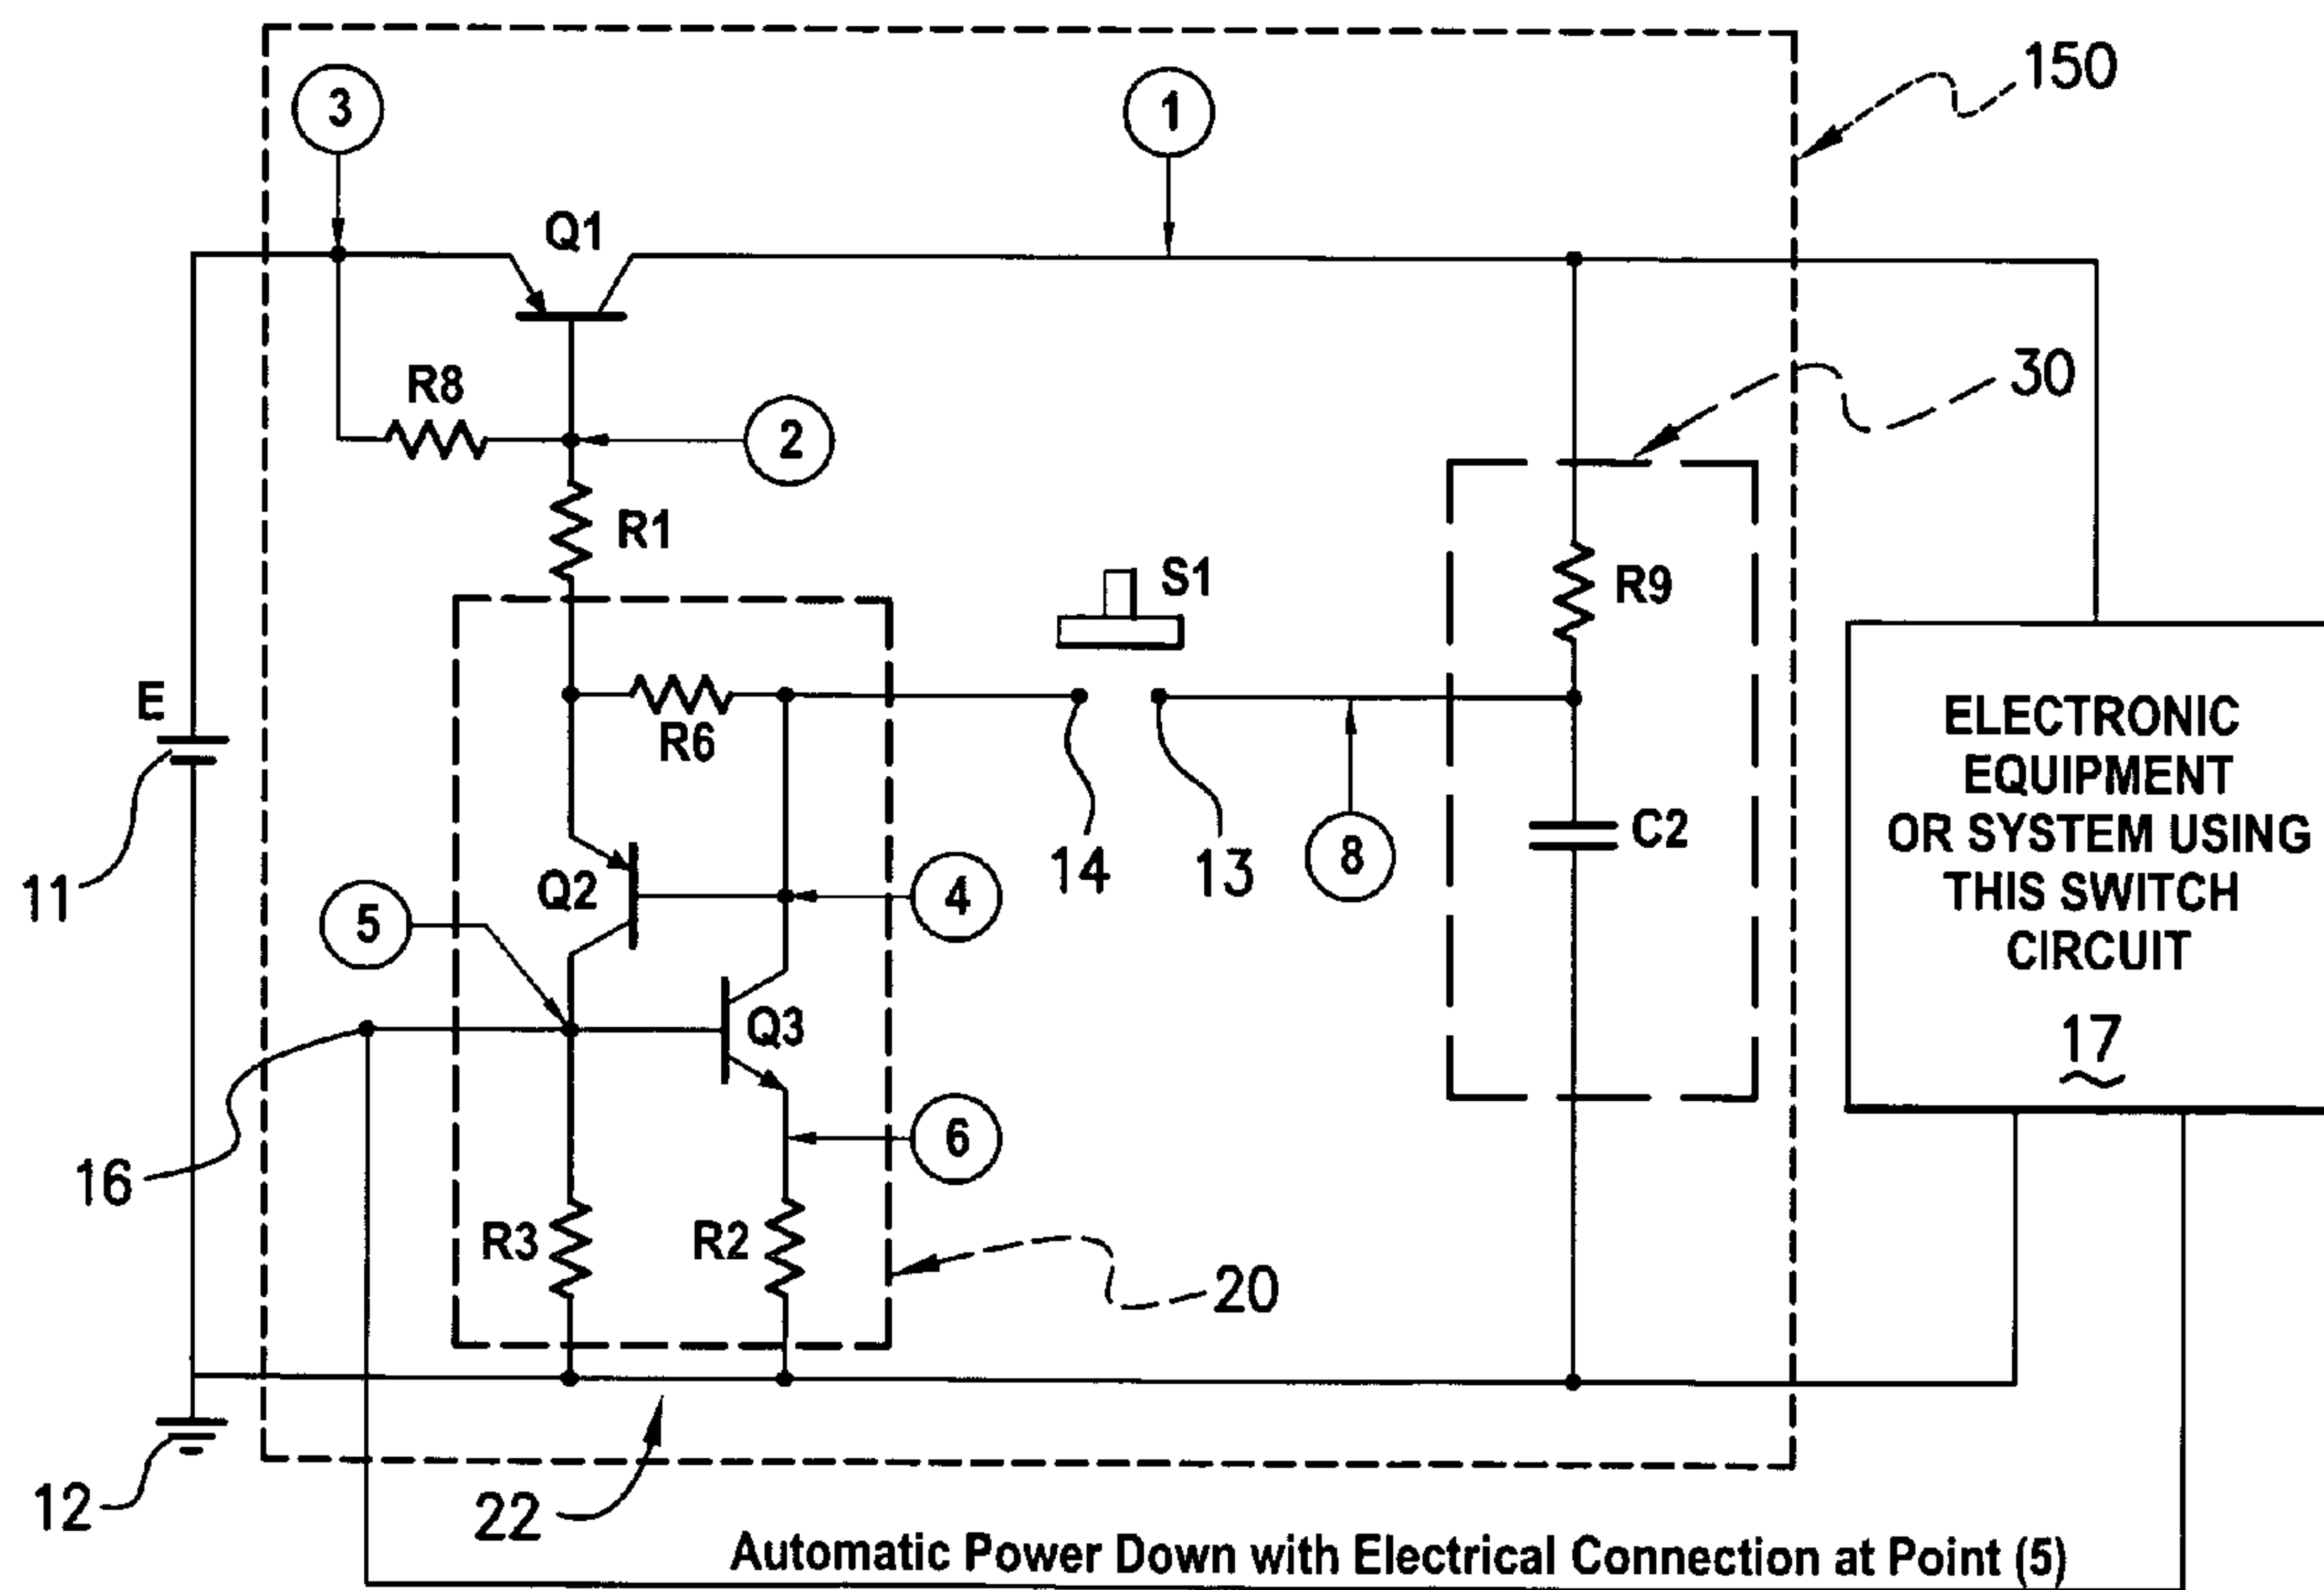 150
3
1
Q1
30
R8
2
R1
S1
R9
E
R6
ELECTRONIC
EQUIPMENT
OR SYSTEM USING
THIS SWITCH
CIRCUIT
17
C2
11
Q2
4
14
13
8
5
Q3
16
6
R3
R2
20
12
22
Automatic Power Down with Electrical Connection at Point (5)